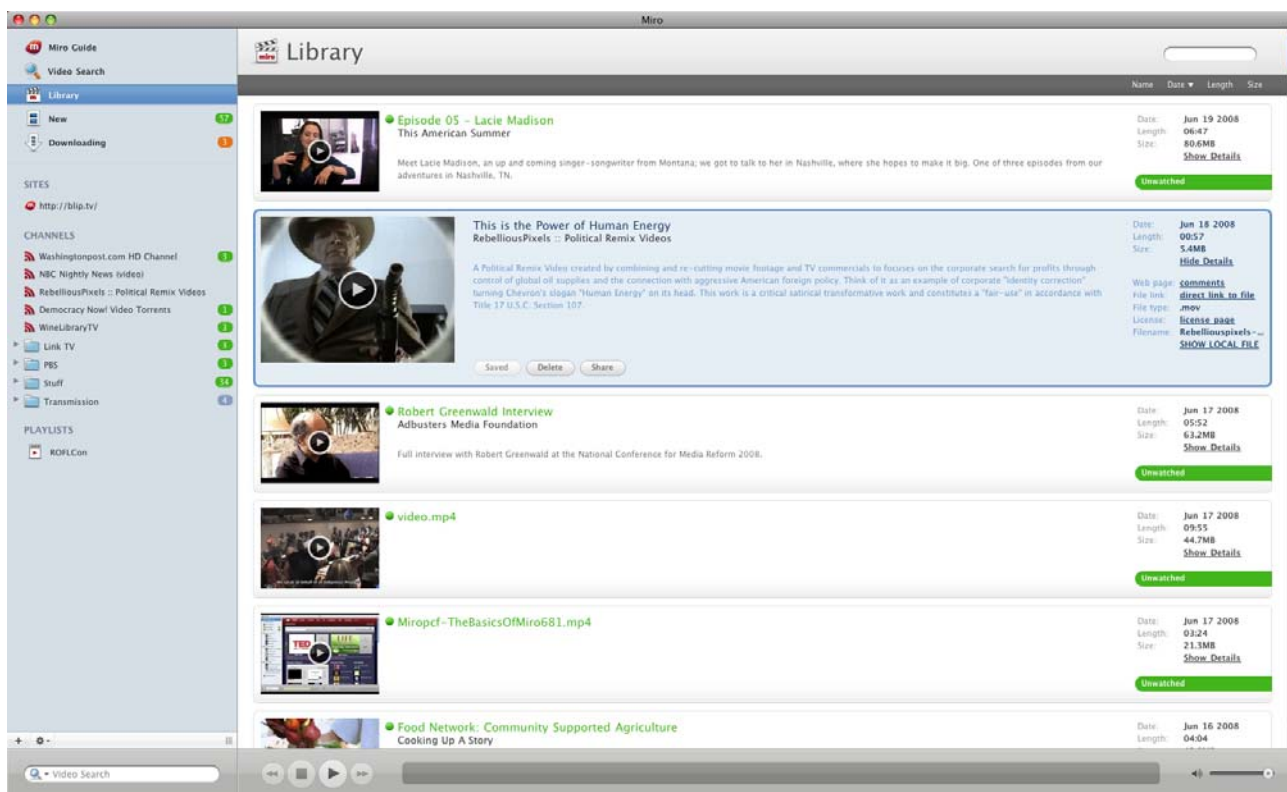 Miro
Miro Guide
Video Search
Library
New 57
Downloading 3
SITES
http://blip.tv/
CHANNELS
Washingtonpost.com HD Channel
NBC Nightly News (video)
RebelliousPixels :: Political Remix Videos
Democracy Now! Video Torrents
WineLibraryTV
Link TV
PBS
Stuff
Transmission 4
PLAYLISTS
ROFLCon
Video Search
miro Library
Name Date ▼ Length Size
Episode 05 – Lacie Madison
This American Summer
Meet Lacie Madison, an up and coming singer-songwriter from Montana; we got to talk to her in Nashville, where she hopes to make it big. One of three episodes from our
adventures in Nashville, TN.
Date: Jun 19 2008
Length: 06:47
Size: 80.6MB
Show Details
Unwatched
This is the Power of Human Energy
RebelliousPixels :: Political Remix Videos
A Political Remix Video created by combining and re-cutting movie footage and TV commercials to focuses on the corporate search for profits through
control of global oil supplies and the connection with aggressive American foreign policy. Think of it as an example of corporate "identity correction"
turning Chevron's slogan "Human Energy" on its head. This work is a critical satirical transformative work and constitutes a "fair-use" in accordance with
Title 17 U.S.C. Section 107.
Saved Delete Share
Date: Jun 18 2008
Length: 00:57
Size: 5.4MB
Hide Details
Web page: comments
File link: direct link to file
File type: .mov
License: license page
Filename: Rebelliouspixels-...
SHOW LOCAL FILE
Robert Greenwald Interview
Adbusters Media Foundation
Full interview with Robert Greenwald at the National Conference for Media Reform 2008.
Date: Jun 17 2008
Length: 05:52
Size: 63.2MB
Show Details
Unwatched
video.mp4
Date: Jun 17 2008
Length: 09:55
Size: 44.7MB
Show Details
Unwatched
Miropcf-TheBasicsOfMiro681.mp4
TED LIFE
Date: Jun 17 2008
Length: 03:24
Size: 21.3MB
Show Details
Unwatched
Food Network: Community Supported Agriculture
Cooking Up A Story
Date: Jun 16 2008
Length: 04:04